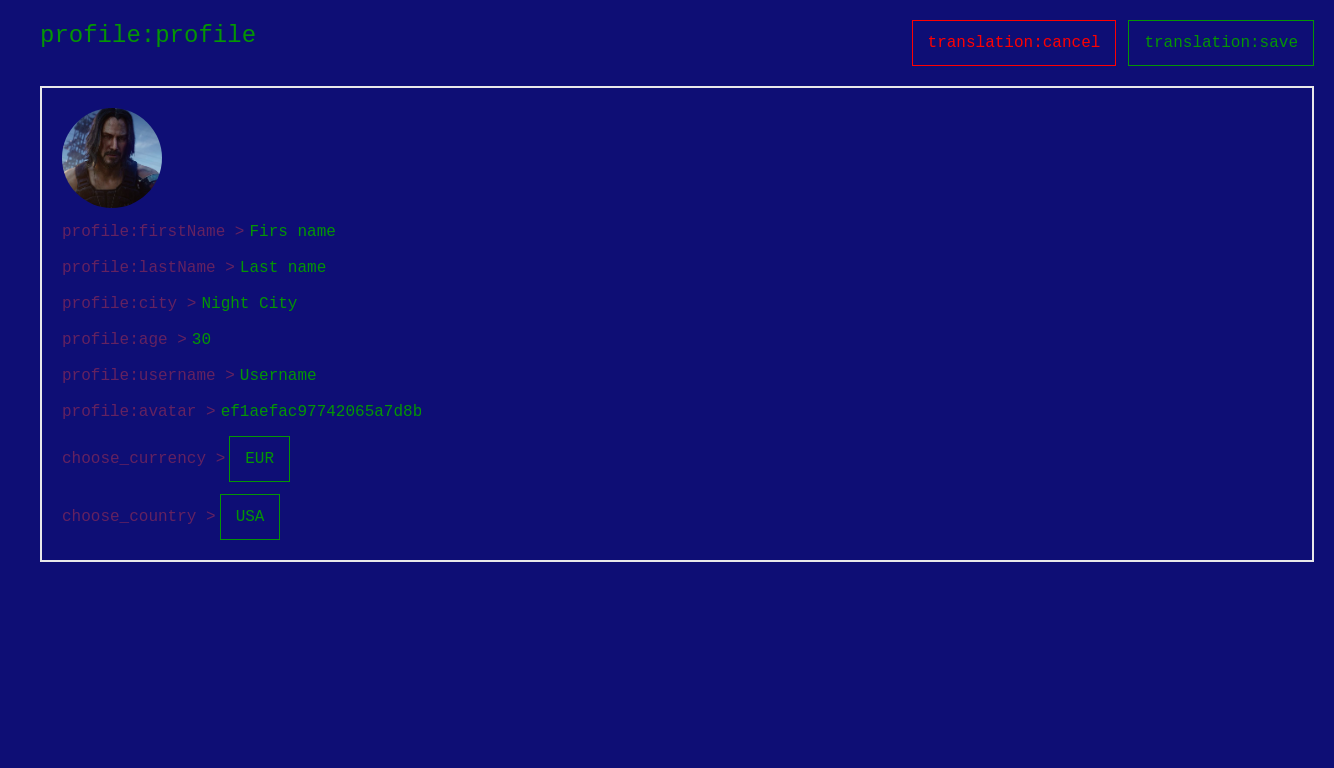 profile:profile
translation:cancel
translation:save
profile:firstName > Firs name
profile:lastName > Last name
profile:city > Night City
profile:age > 30
profile:username > Username
profile:avatar > ef1aefac97742065a7d8b
choose_currency > EUR
choose_country > USA